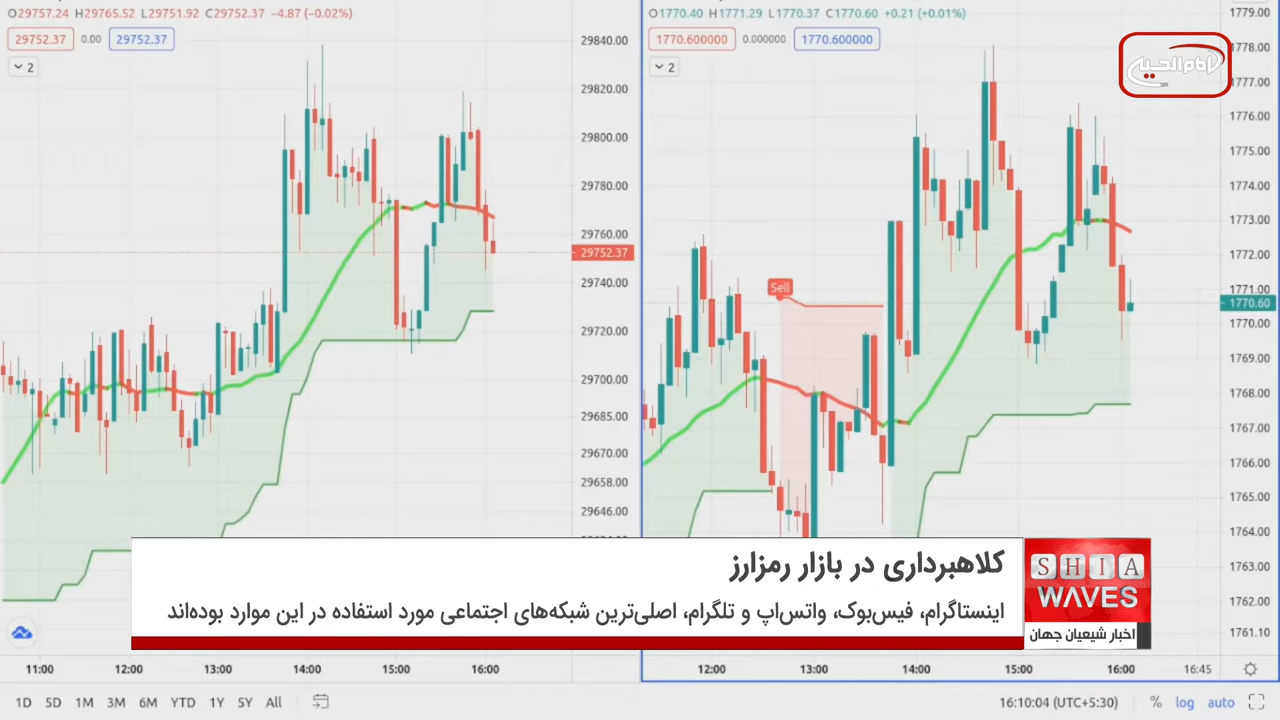 O29757.24 H29765.52 L29751.92 C29752.37 −4.87 (−0.02%)
29752.37 0.00 29752.37
2
29840.00
29820.00
29800.00
29780.00
29760.00
29752.37
29740.00
29720.00
29700.00
29685.00
29670.00
29658.00
29646.00
11:00 12:00 13:00 14:00 15:00 16:00
O1770.40 H1771.29 L1770.37 C1770.60 +0.21 (+0.01%)
1770.600000 0.000000 1770.600000
2
Sell
1779.00
1778.00
1777.00
1776.00
1775.00
1774.00
1773.00
1772.00
1771.00
1770.60
1770.00
1769.00
1768.00
1767.00
1766.00
1765.00
1764.00
1763.00
1762.00
1761.10
12:00 13:00 14:00 15:00 16:00 16:45
کلاهبرداری در بازار رمزارز
اینستاگرام، فیس‌بوک، واتس‌اپ و تلگرام، اصلی‌ترین شبکه‌های اجتماعی مورد استفاده در این موارد بوده‌اند
SHIA
WAVES
اخبار شیعیان جهان
1D 5D 1M 3M 6M YTD 1Y 5Y All
16:10:04 (UTC+5:30) % log auto